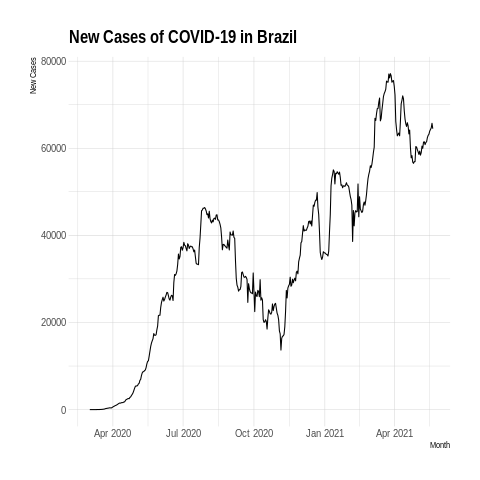 New Cases of COVID-19 in Brazil
New Cases
80000
60000
40000
20000
0
Apr 2020 Jul 2020 Oct 2020 Jan 2021 Apr 2021
Month